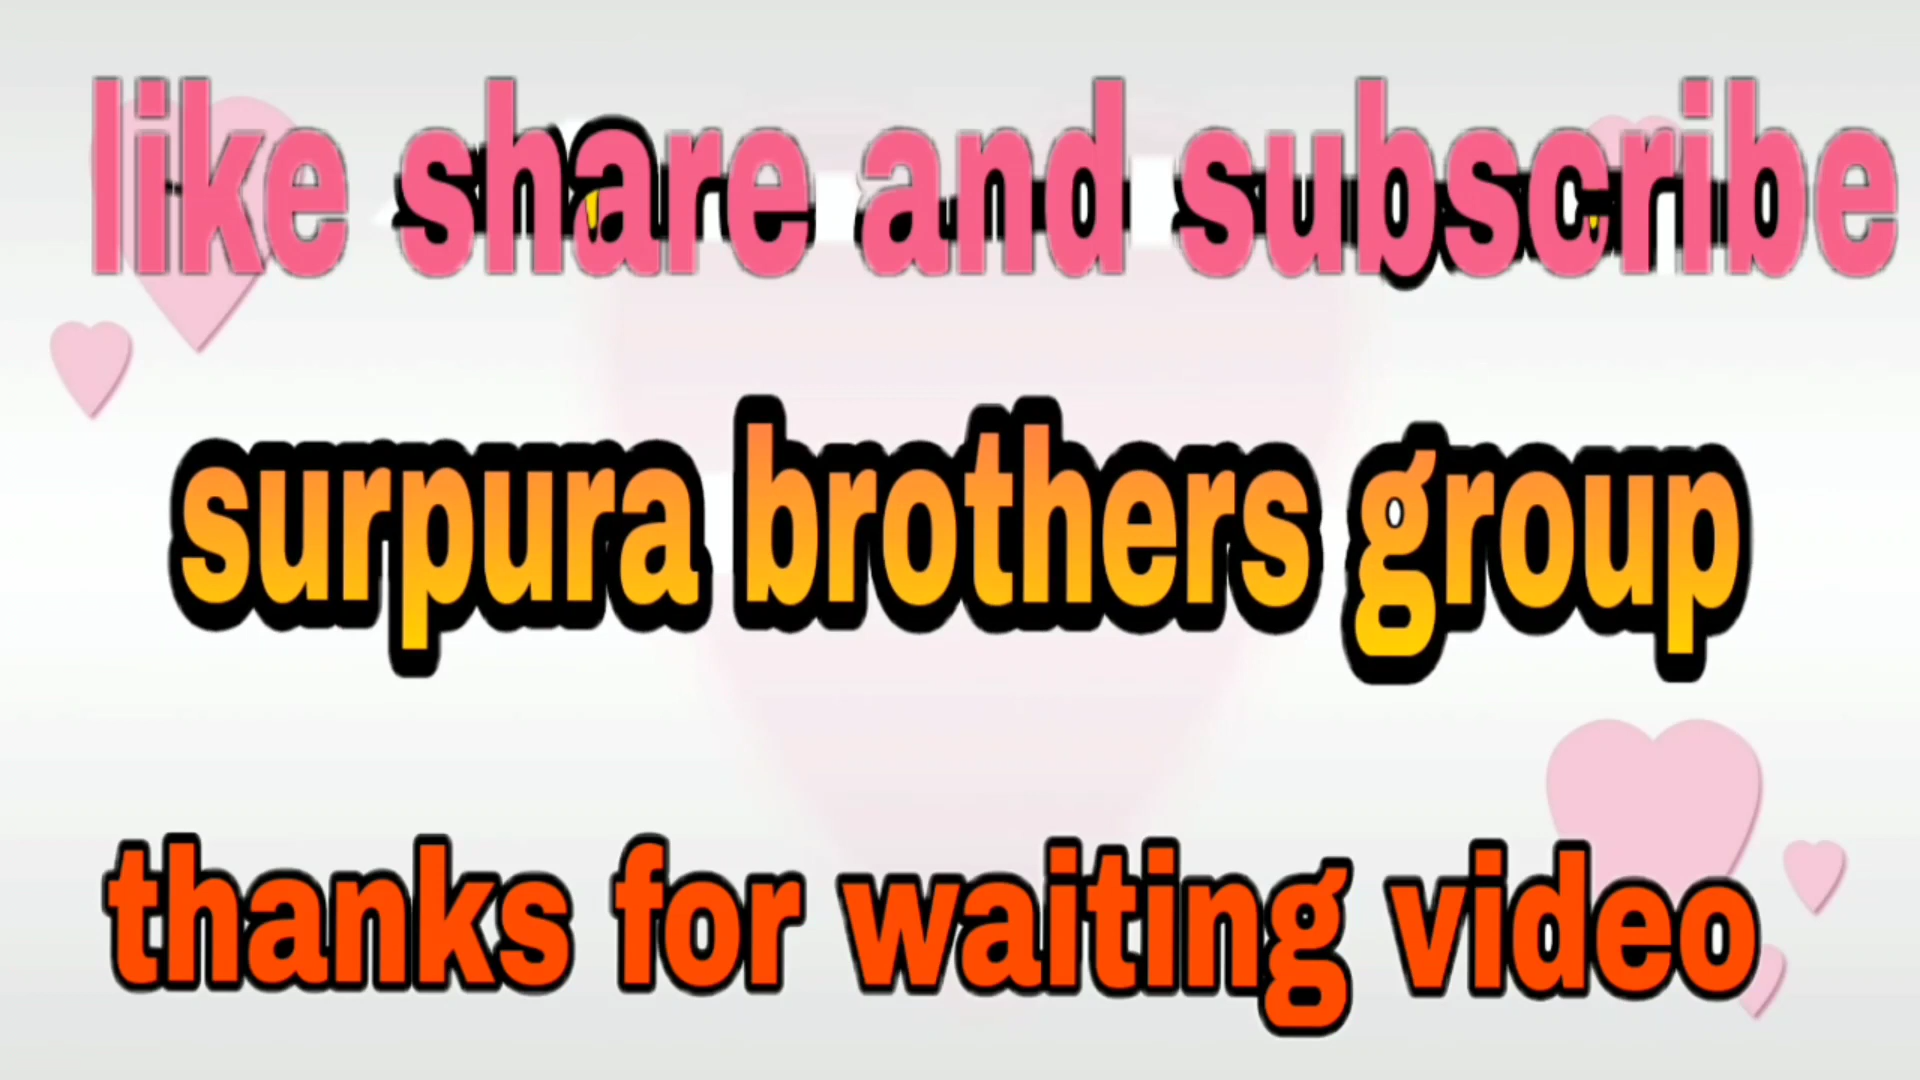 like share and subscribe
surpura brothers group
thanks for waiting video